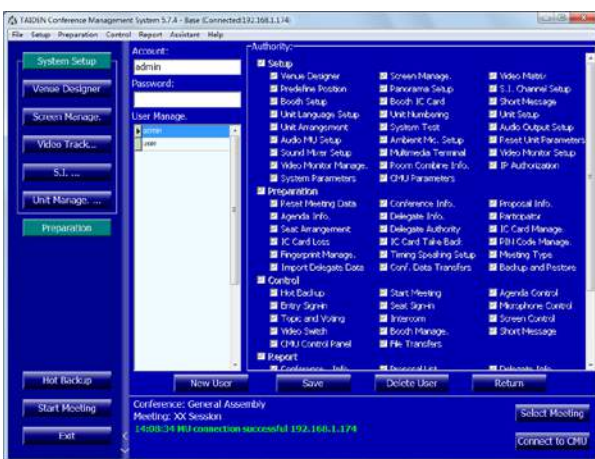 TAIDEN Conference Management System 5.7.4 - Base (Connected:192.168.1.174)
File Setup Preparation Control Report Assistant Help
System Setup
Venue Designer
Screen Manage.
Video Track...
S.I. ...
Unit Manage. ...
Preparation
Hot Backup
Start Meeting
Exit
Account:
admin
Password:
User Manage.
admin
user
Authority:
Setup
Venue Designer Screen Manage. Video Matrix
Predefine Position Panorama Setup S.I. Channel Setup
Booth Setup Booth IC Card Short Message
Unit Language Setup Unit Numbering Unit Setup
Unit Arrangement System Test Audio Output Setup
Audio MU Setup Ambient Mic. Setup Reset Unit Parameters
Sound Mixer Setup Multimedia Terminal Video Monitor Setup
Video Monitor Manage. Room Combine Info. IP Authorization
System Parameters CMU Parameters
Preparation
Reset Meeting Data Conference Info. Proposal Info.
Agenda Info. Delegate Info. Participator
Seat Arrangement Delegate Authority IC Card Manage.
IC Card Loss IC Card Take Back PIN Code Manage.
Fingerprint Manage. Timing Speaking Setup Meeting Type
Import Delegate Data Conf. Data Transfers Backup and Restore
Control
Hot Backup Start Meeting Agenda Control
Entry Sign-in Seat Sign-in Microphone Control
Topic and Voting Intercom Screen Control
Video Switch Booth Manage. Short Message
CMU Control Panel File Transfers
Report
Conference Info. Proposal List Delegate Info.
New User Save Delete User Return
Conference: General Assembly
Meeting: XX Session
14:08:34 MU connection successful 192.168.1.174
Select Meeting
Connect to CMU